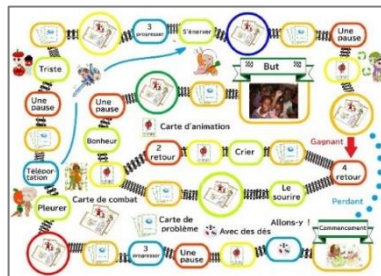 3
progresser
S'énerver
Une
pause
Triste
But
Une
pause
Une
pause
Carte d'animation
Gagnant
Bonheur
2
retour
Crier
4
retour
Télépor-
tation
Perdant
Pleurer
Carte de combat
Le
sourire
Carte de
problème
Avec des dés
Allons-y !
Commencement
3
progresser
Une
pause